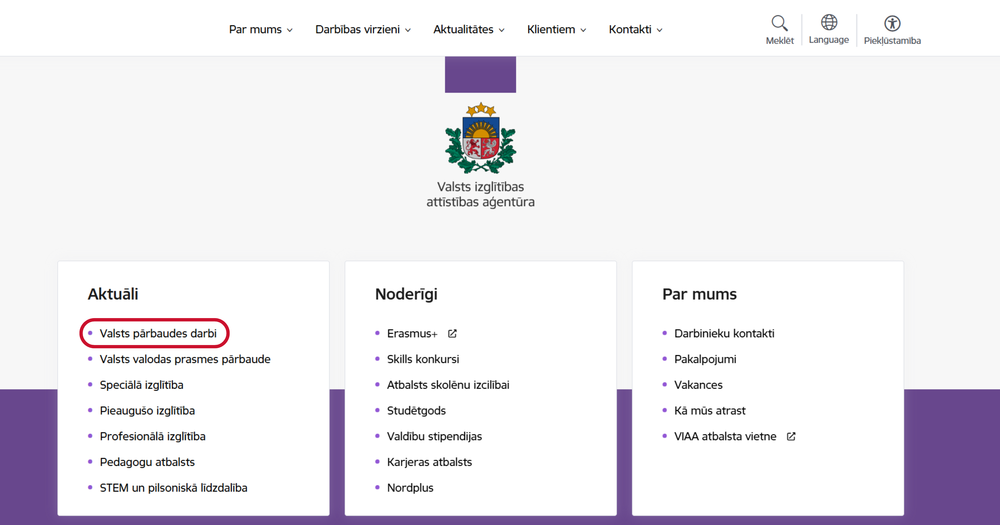 Par mums
Darbības virzieni
Aktualitātes
Klientiem
Kontakti
Meklēt
Language
Piekļūstamība
Valsts izglītības
attīstības aģentūra
Aktuāli
Valsts pārbaudes darbi
Valsts valodas prasmes pārbaude
Speciālā izglītība
Pieaugušo izglītība
Profesionālā izglītība
Pedagogu atbalsts
STEM un pilsoniskā līdzdalība
Noderīgi
Erasmus+
Skills konkursi
Atbalsts skolēnu izcilībai
Studētgods
Valdību stipendijas
Karjeras atbalsts
Nordplus
Par mums
Darbinieku kontakti
Pakalpojumi
Vakances
Kā mūs atrast
VIAA atbalsta vietne